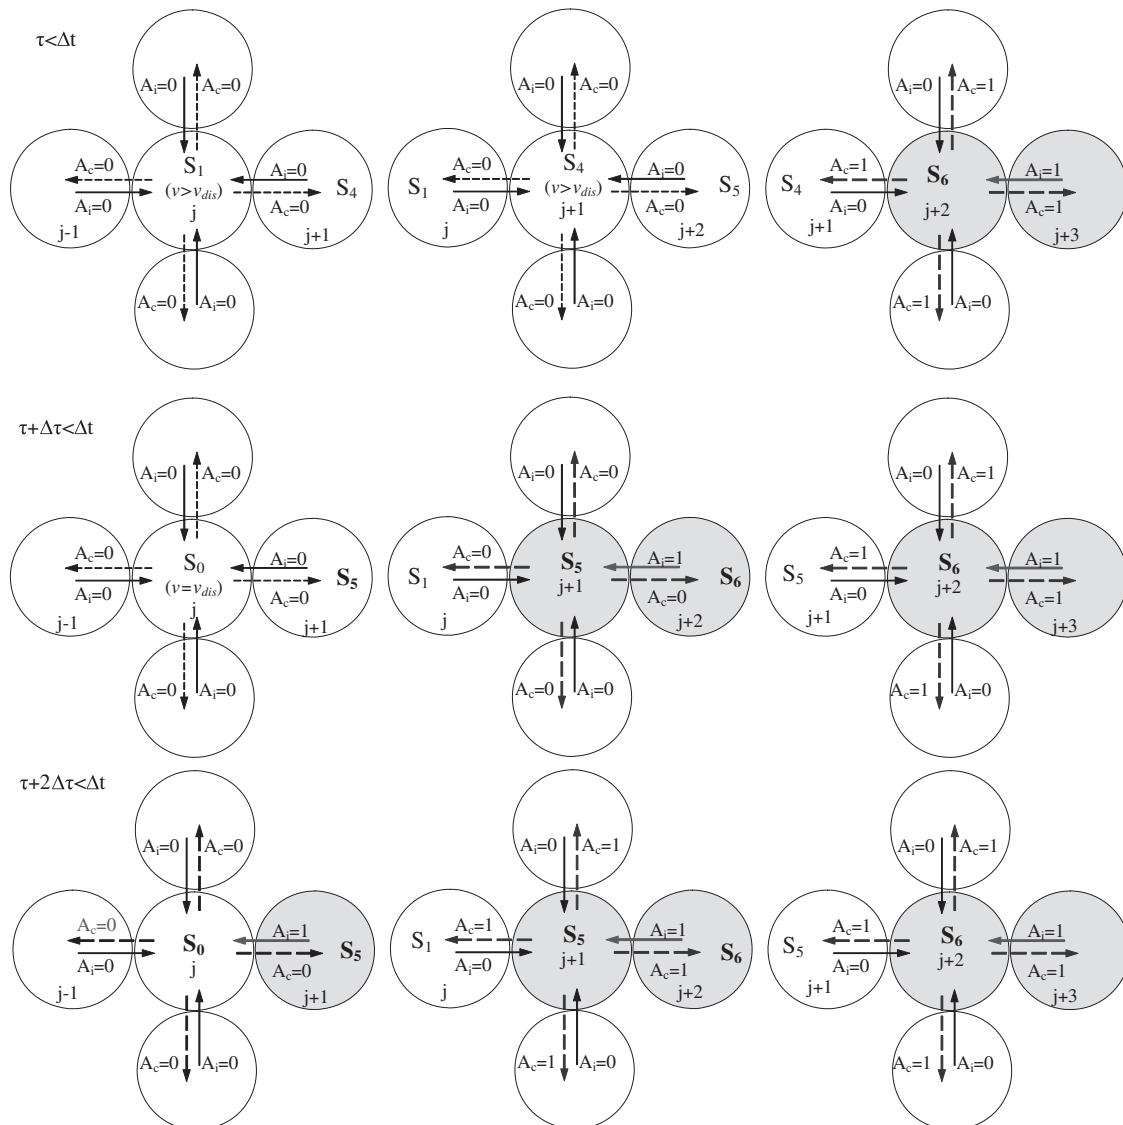 τ<Δt
A_i=0 A_c=0
A_c=0 S_1 A_i=0 S_4
(v>v_dis)
A_i=0 j A_c=0
j-1 j+1
A_c=0 A_i=0
A_i=0 A_c=0
S_1 A_c=0 S_4 A_i=0 S_5
(v>v_dis)
A_i=0 j+1 A_c=0
j j+2
A_c=0 A_i=0
A_i=0 A_c=1
S_4 A_c=1 S_6 A_i=1
A_i=0 j+2 A_c=1
j+1 j+3
A_c=1 A_i=0
τ+Δτ<Δt
A_i=0 A_c=0
A_c=0 S_0 A_i=0 S_5
(v=v_dis)
A_i=0 j A_c=0
j-1 j+1
A_c=0 A_i=0
A_i=0 A_c=0
S_1 A_c=0 S_5 A_i=1 S_6
A_i=0 j+1 A_c=0
j j+2
A_c=0 A_i=0
A_i=0 A_c=1
S_5 A_c=1 S_6 A_i=1
A_i=0 j+2 A_c=1
j+1 j+3
A_c=1 A_i=0
τ+2Δτ<Δt
A_i=0 A_c=0
A_c=0 S_0 A_i=1 S_5
A_i=0 j A_c=0
j-1 j+1
A_c=0 A_i=0
A_i=0 A_c=1
S_1 A_c=1 S_5 A_i=1 S_6
A_i=0 j+1 A_c=1
j j+2
A_c=1 A_i=0
A_i=0 A_c=1
S_5 A_c=1 S_6 A_i=1
A_i=0 j+2 A_c=1
j+1 j+3
A_c=1 A_i=0